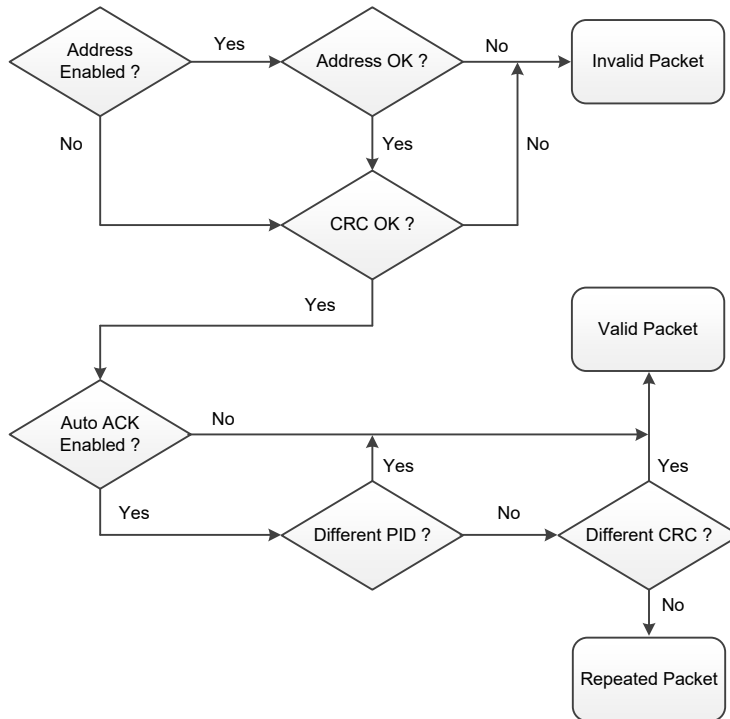 Address
Enabled ?
Yes
Address OK ?
No
Invalid Packet
No
Yes
No
CRC OK ?
Yes
Valid Packet
Auto ACK
Enabled ?
No
Yes
Yes
Yes
Different PID ?
No
Different CRC ?
No
Repeated Packet